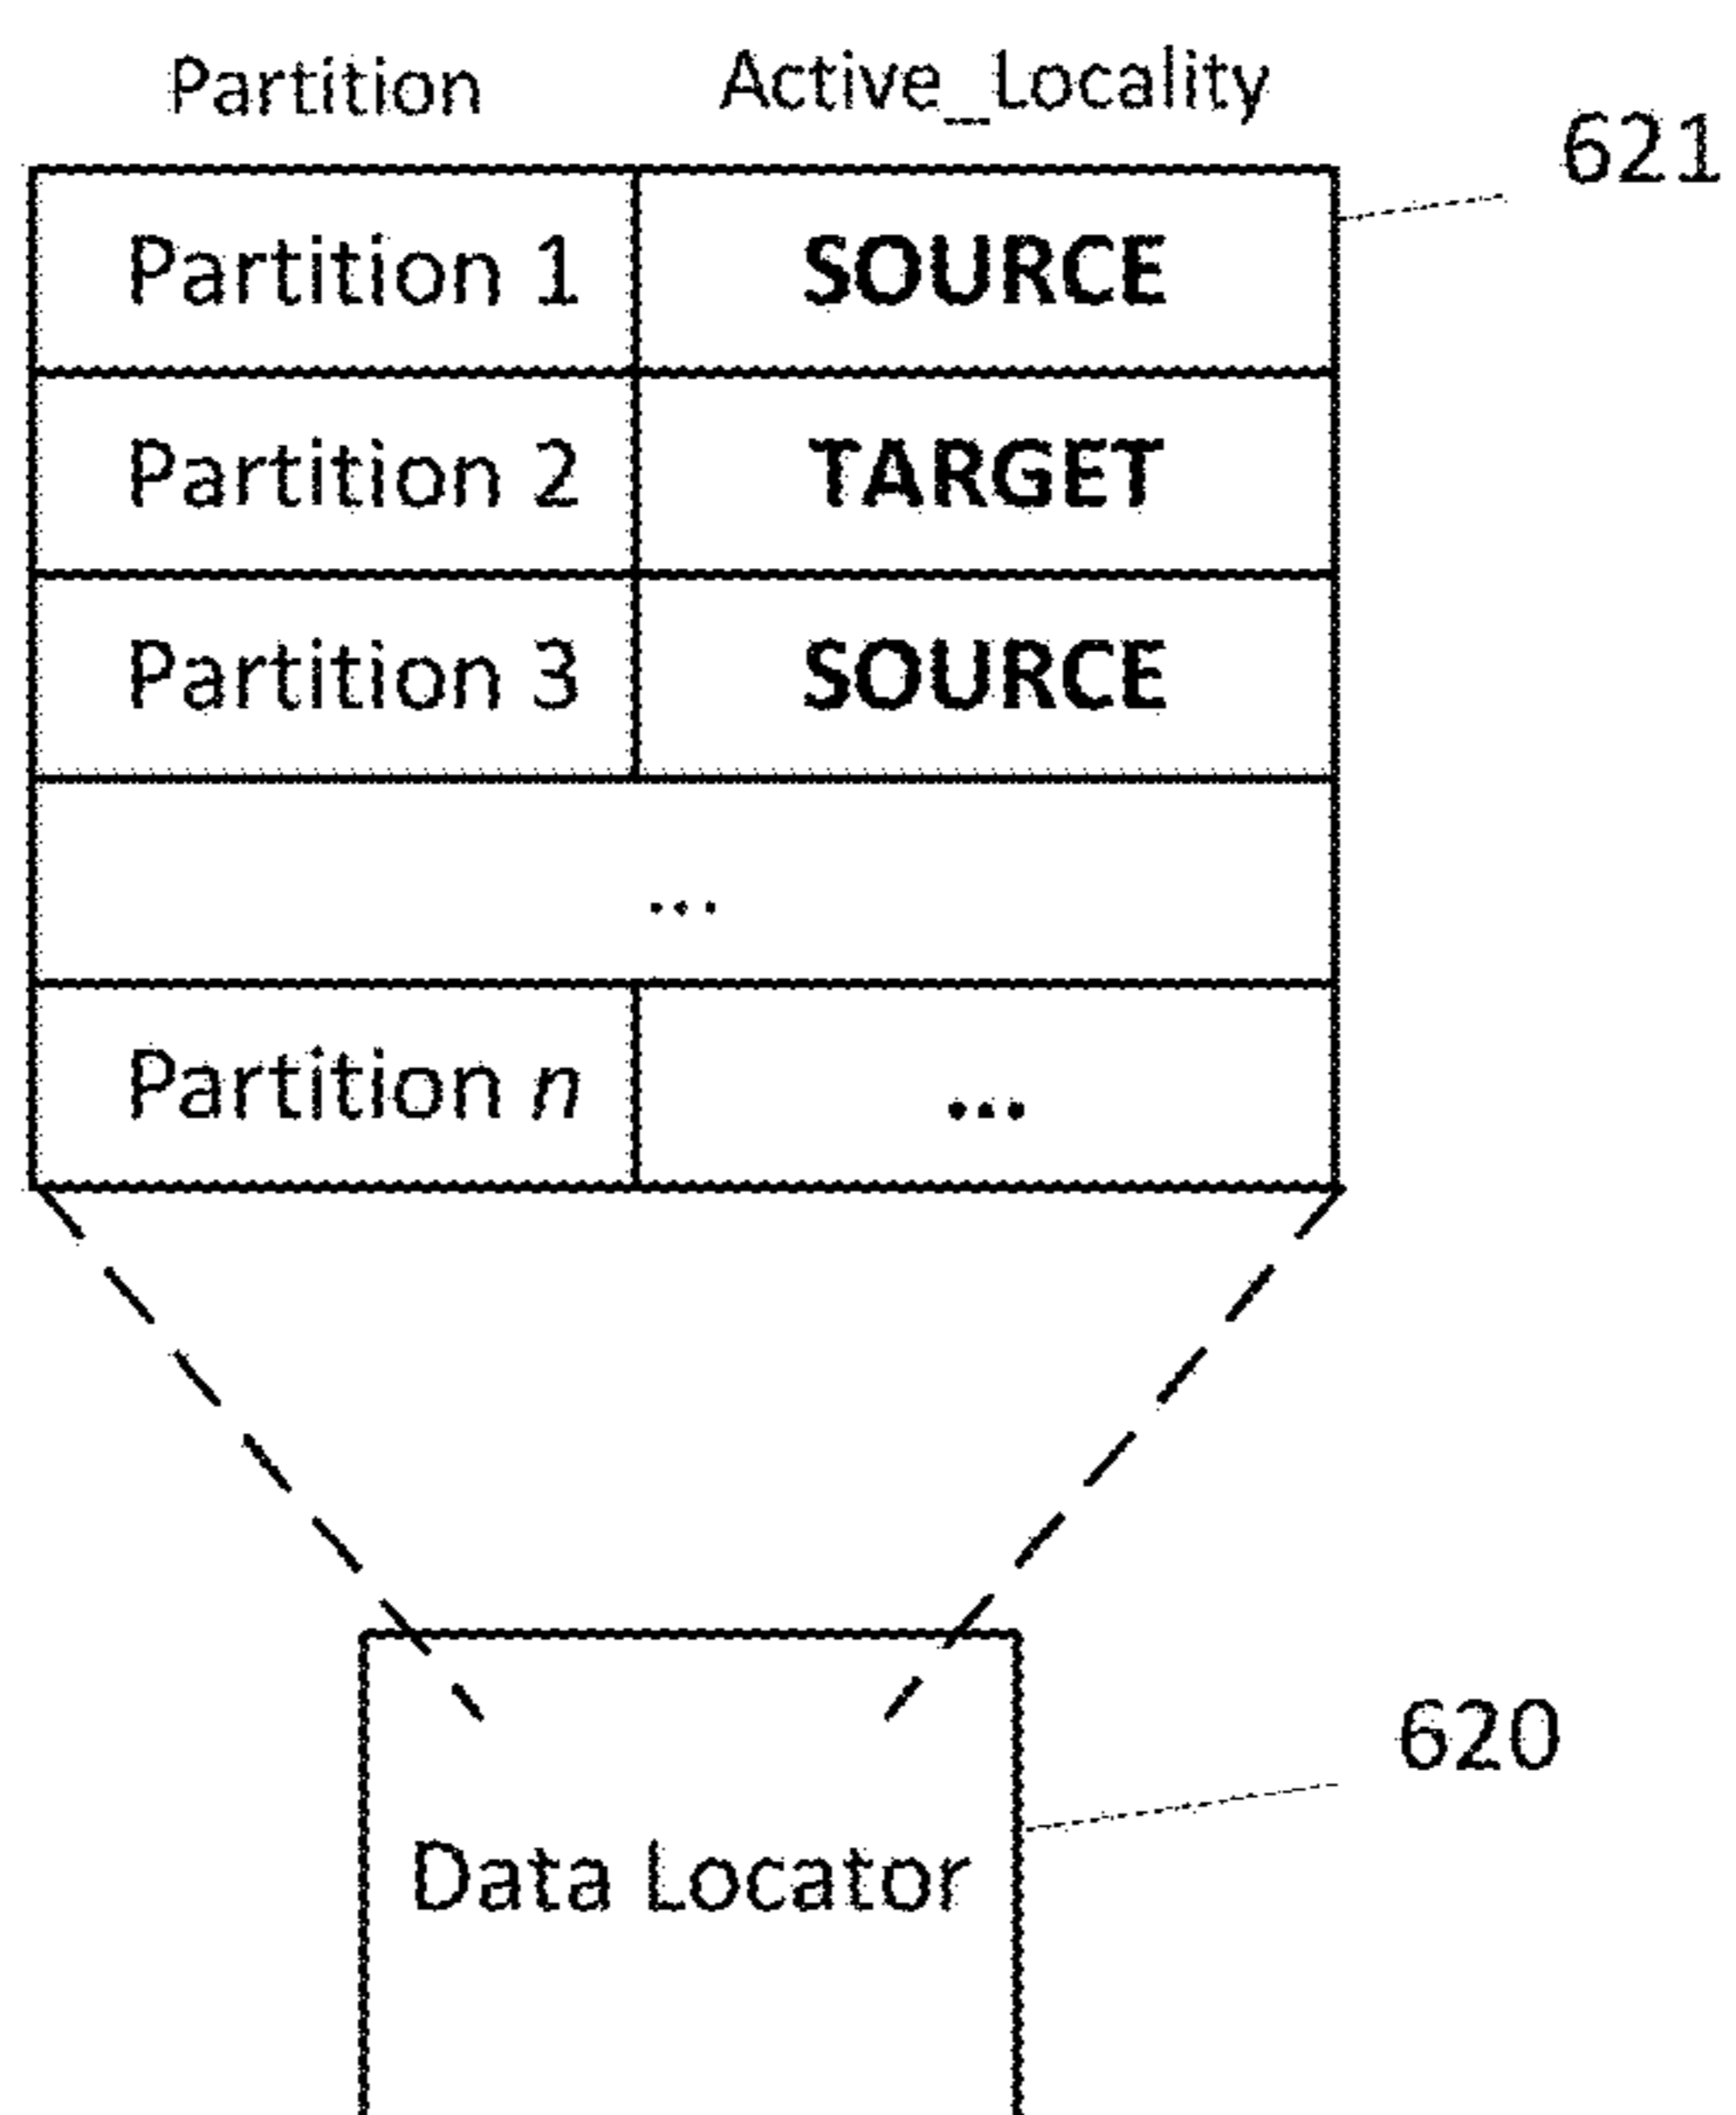 Partition Active_Locality
621
Partition 1 SOURCE
Partition 2 TARGET
Partition 3 SOURCE
...
Partition n ...
620
Data Locator